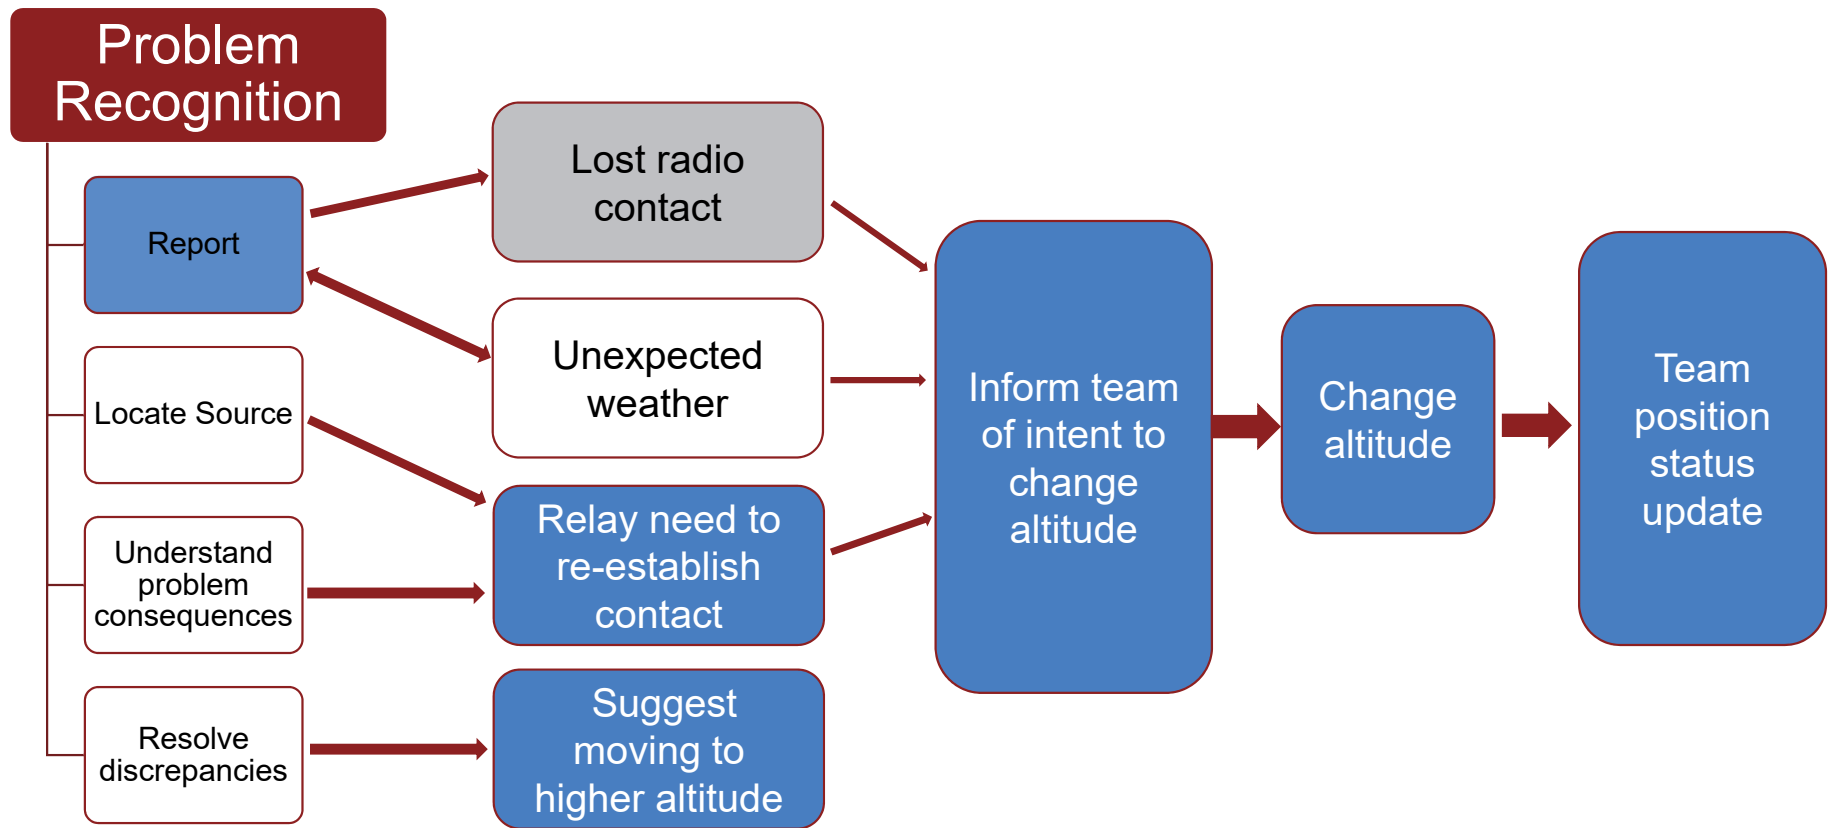 Problem
Recognition
Report
Locate Source
Understand
problem
consequences
Resolve
discrepancies
Lost radio
contact
Unexpected
weather
Relay need to
re-establish
contact
Suggest
moving to
higher altitude
Inform team
of intent to
change
altitude
Change
altitude
Team
position
status
update